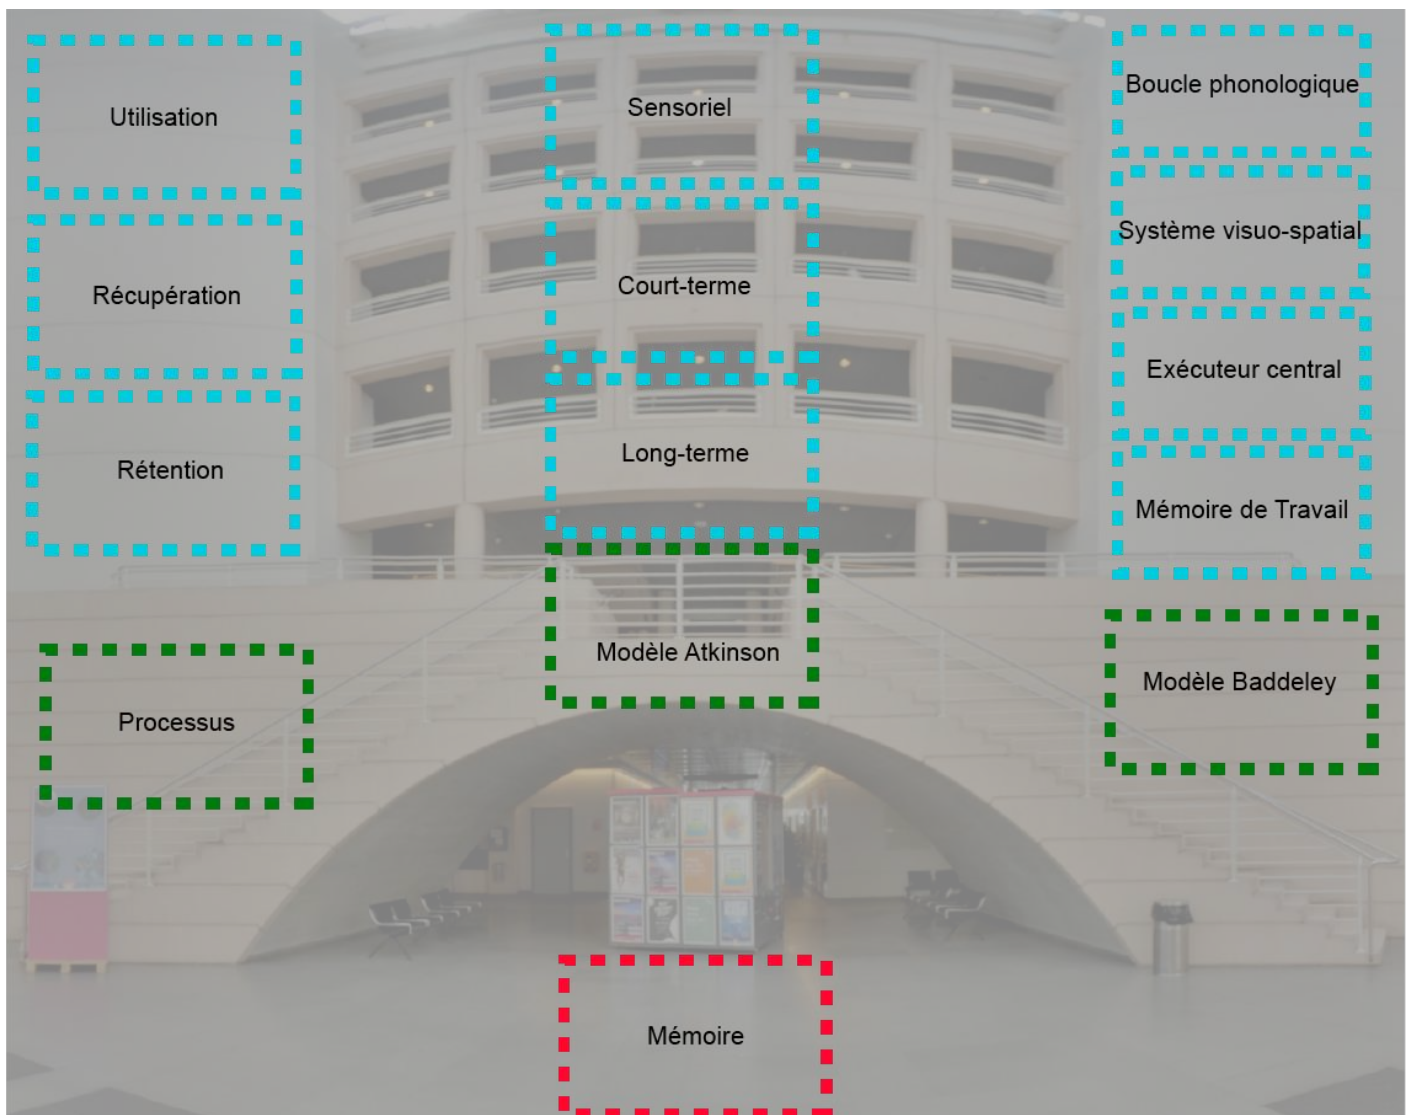 Utilisation
Récupération
Rétention
Processus
Sensoriel
Court-terme
Long-terme
Modèle Atkinson
Boucle phonologique
Système visuo-spatial
Exécuteur central
Mémoire de Travail
Modèle Baddeley
Mémoire